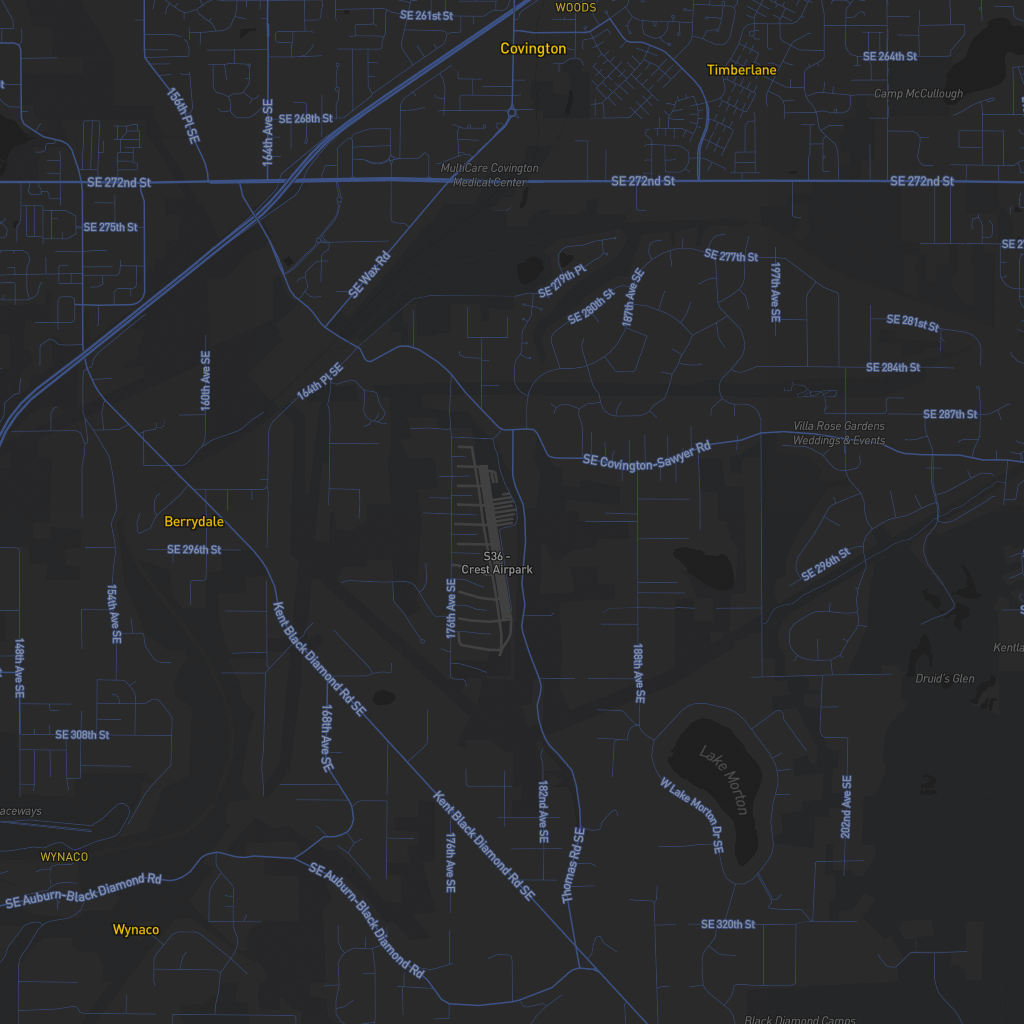 WOODS
SE 261st St
Covington
SE 264th St
Timberlane
Camp McCullough
156th Pl SE
164th Ave SE
SE 268th St
MultiCare Covington
Medical Center
SE 272nd St
SE 272nd St
SE 272nd St
SE 275th St
SE 27
SE Wax Rd
SE 277th St
SE 279th Pl
187th Ave SE
197th Ave SE
SE 280th St
SE 281st St
160th Ave SE
164th Pl SE
SE 284th St
SE 287th St
Villa Rose Gardens
Weddings & Events
SE Covington-Sawyer Rd
Berrydale
SE 296th St
S36 –
Crest Airpark
SE 296th St
154th Ave SE
176th Ave SE
Kent Black Diamond Rd SE
148th Ave SE
188th Ave SE
Kentla
Druid's Glen
168th Ave SE
SE 308th St
Lake Morton
W Lake Morton Dr SE
182nd Ave SE
202nd Ave SE
aceways
Kent Black Diamond Rd SE
176th Ave SE
Thomas Rd SE
WYNACO
SE Auburn-Black Diamond Rd
SE Auburn-Black Diamond Rd
Wynaco
SE 320th St
Black Diamond Camps